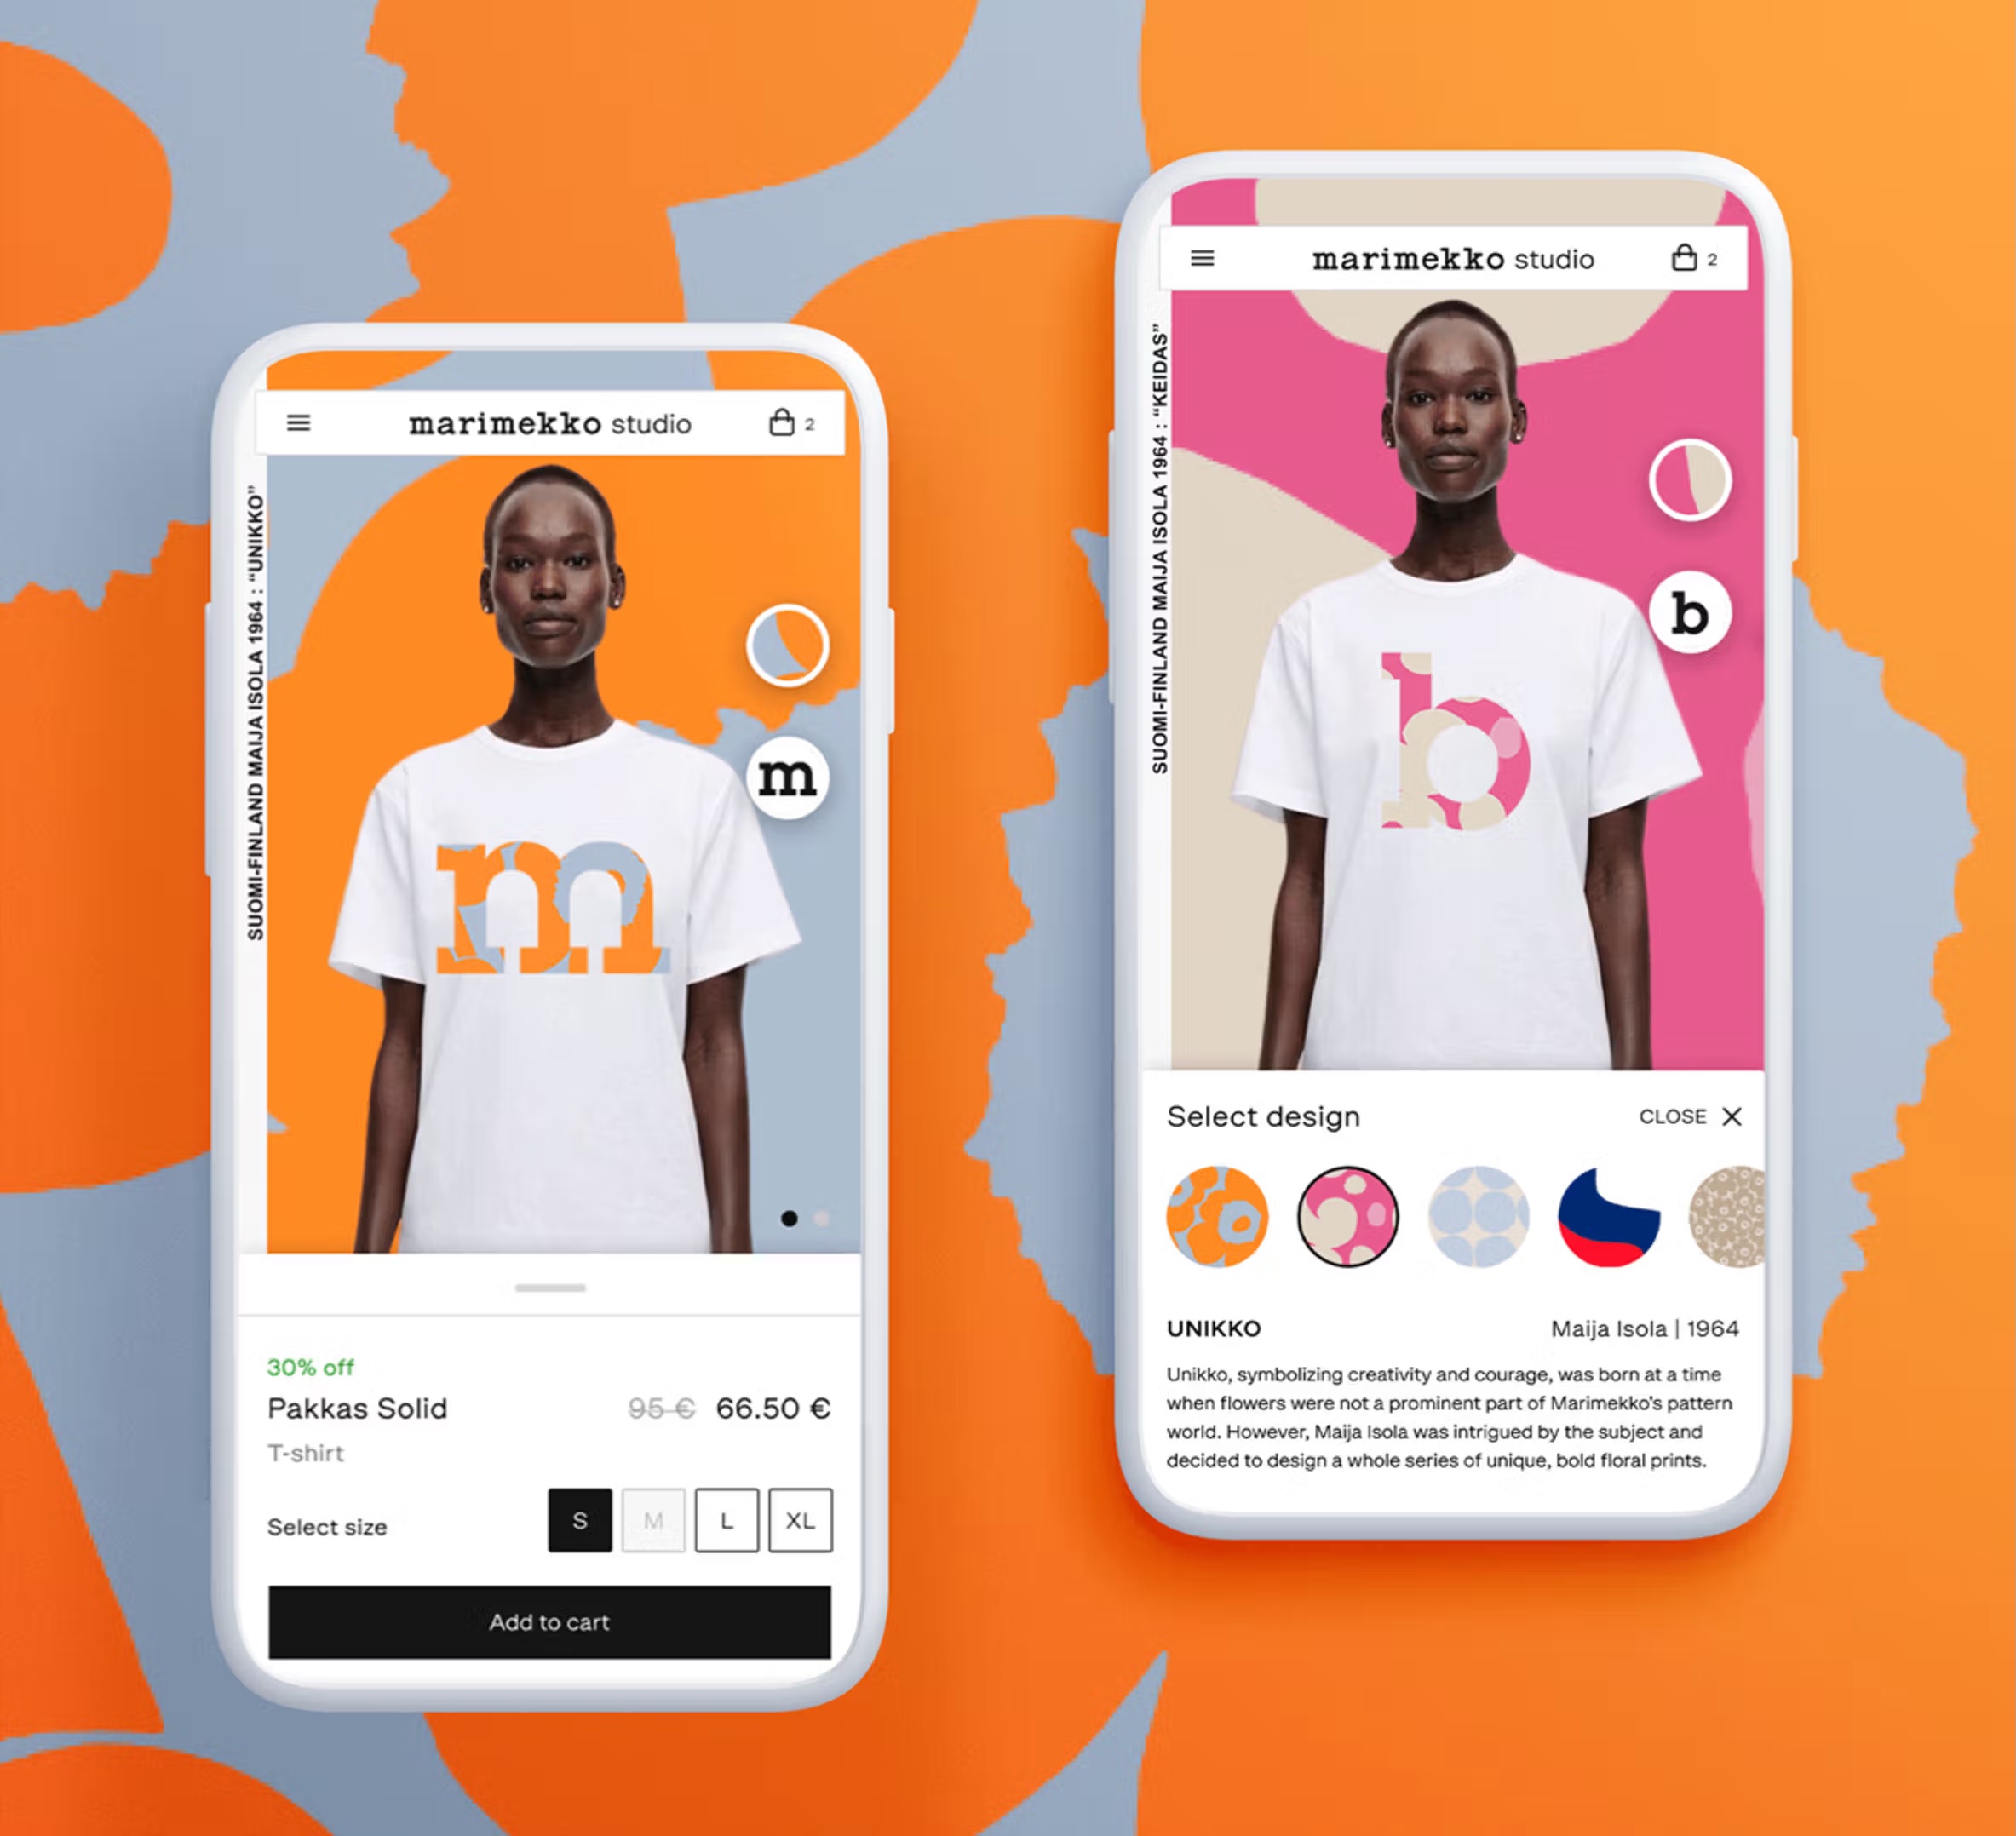 marimekko studio
2
SUOMI-FINLAND MAIJA ISOLA 1964 : "UNIKKO"
m
m
30% off
Pakkas Solid
95 € 66.50 €
T-shirt
Select size
S M L XL
Add to cart
marimekko studio
2
SUOMI-FINLAND MAIJA ISOLA 1964 : "KEIDAS"
b
b
Select design
CLOSE
UNIKKO
Maija Isola | 1964
Unikko, symbolizing creativity and courage, was born at a time
when flowers were not a prominent part of Marimekko's pattern
world. However, Maija Isola was intrigued by the subject and
decided to design a whole series of unique, bold floral prints.